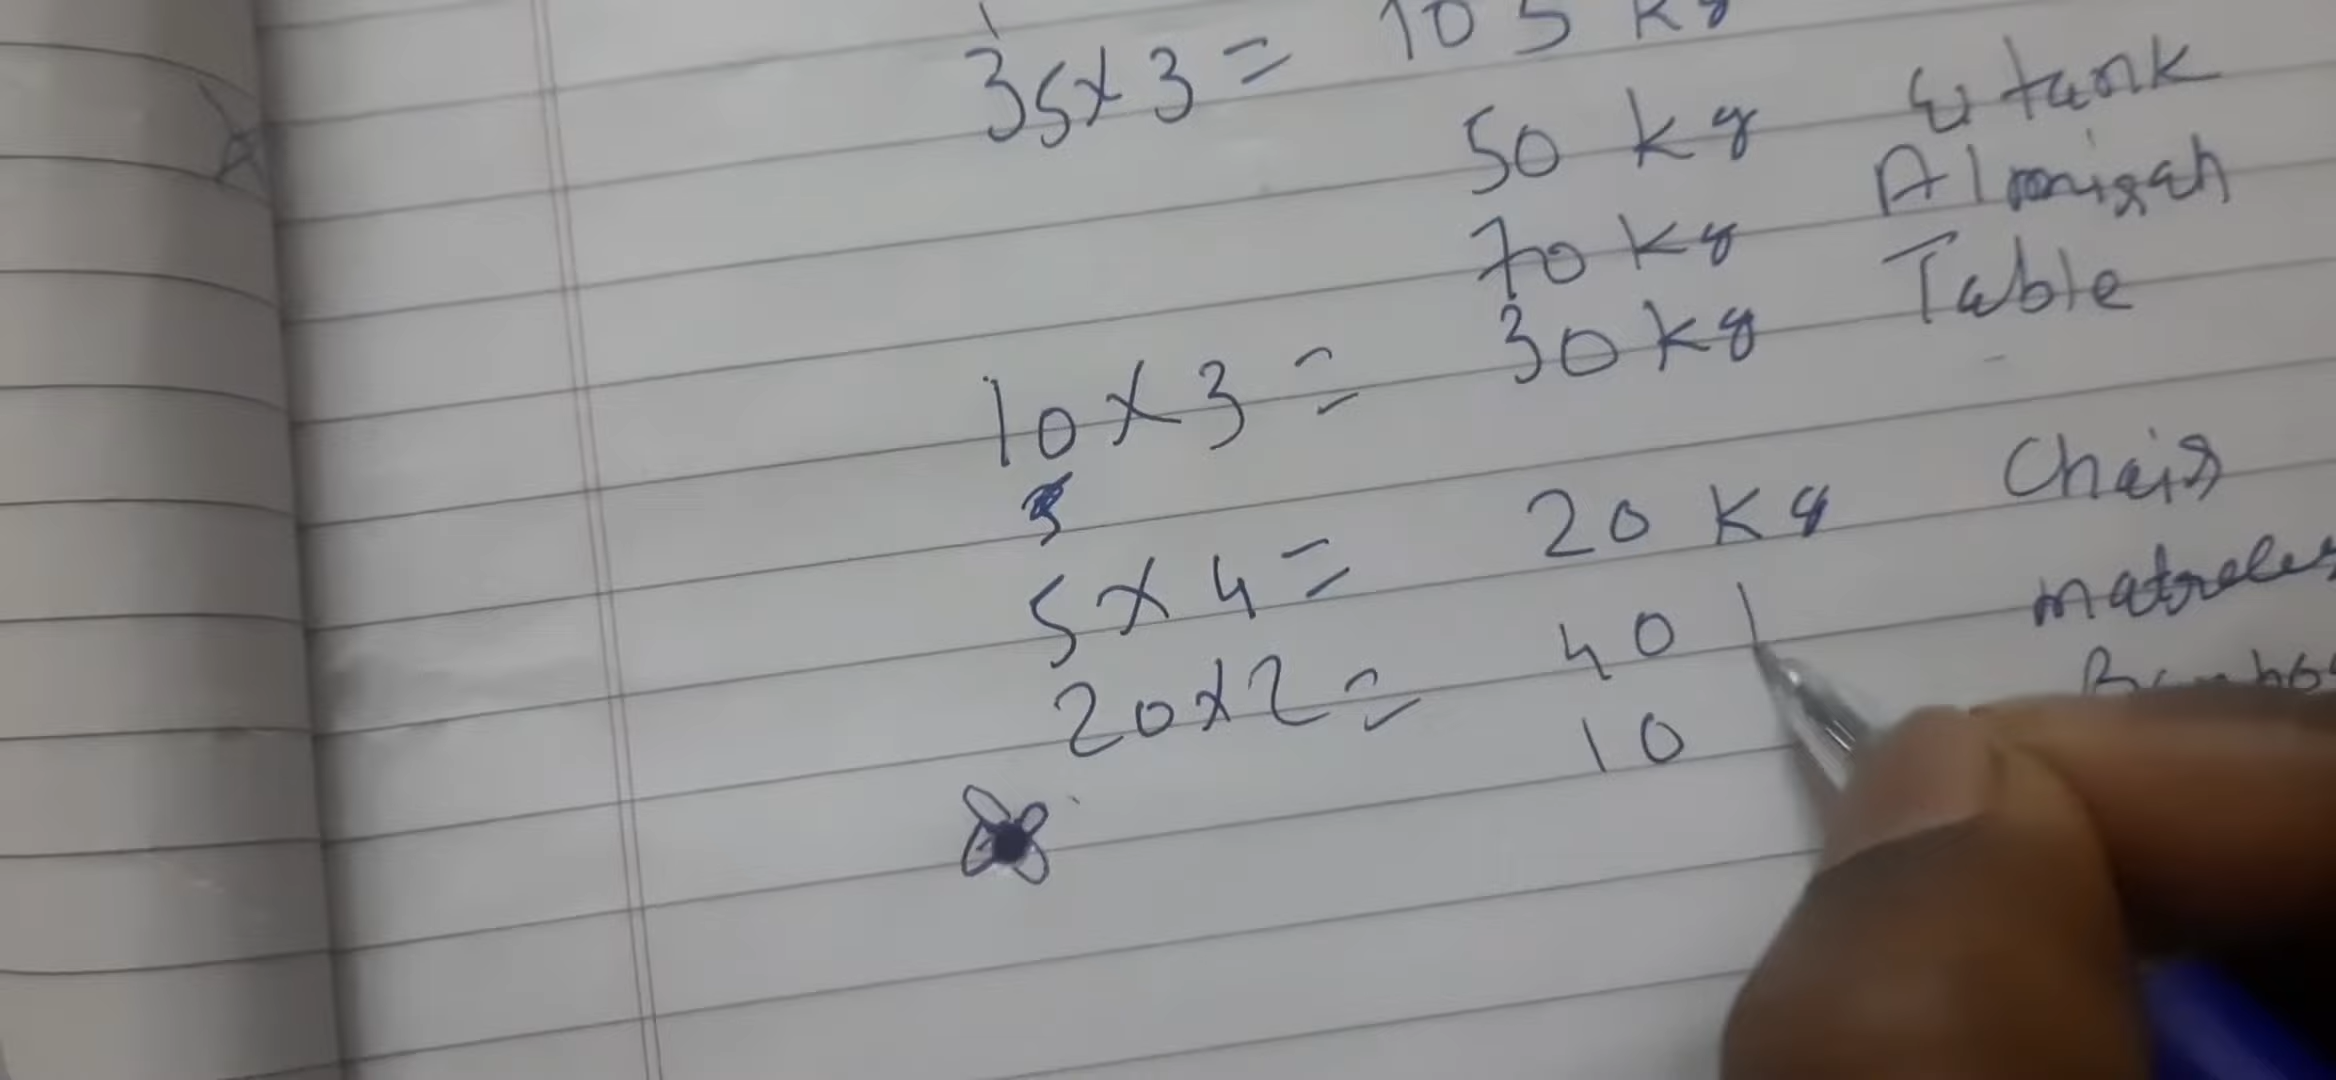 35x3= 105 kg
50 kg tank
70 kg Almirah
10x3= 30 kg Table
5x4= 20 Kg Chair
20x2= 40
10